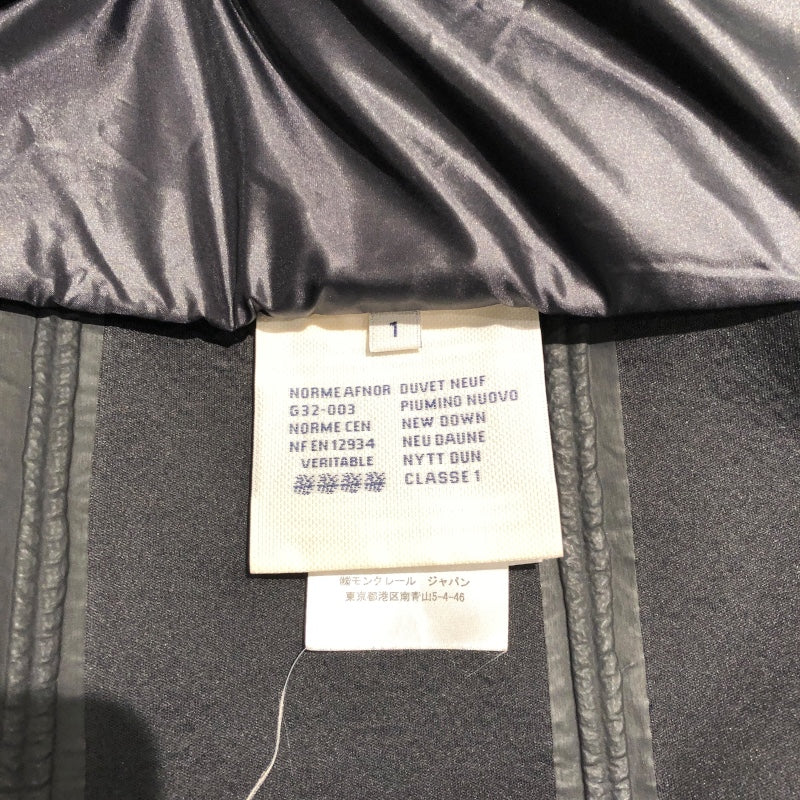 1
NORME AFNOR
G32-003
NORME CEN
NF EN 12934
VERITABLE
DUVET NEUF
PIUMINO NUOVO
NEW DOWN
NEU DAUNE
NYTT DUN
CLASSE 1
㈱モンクレール ジャパン
東京都港区南青山5-4-46